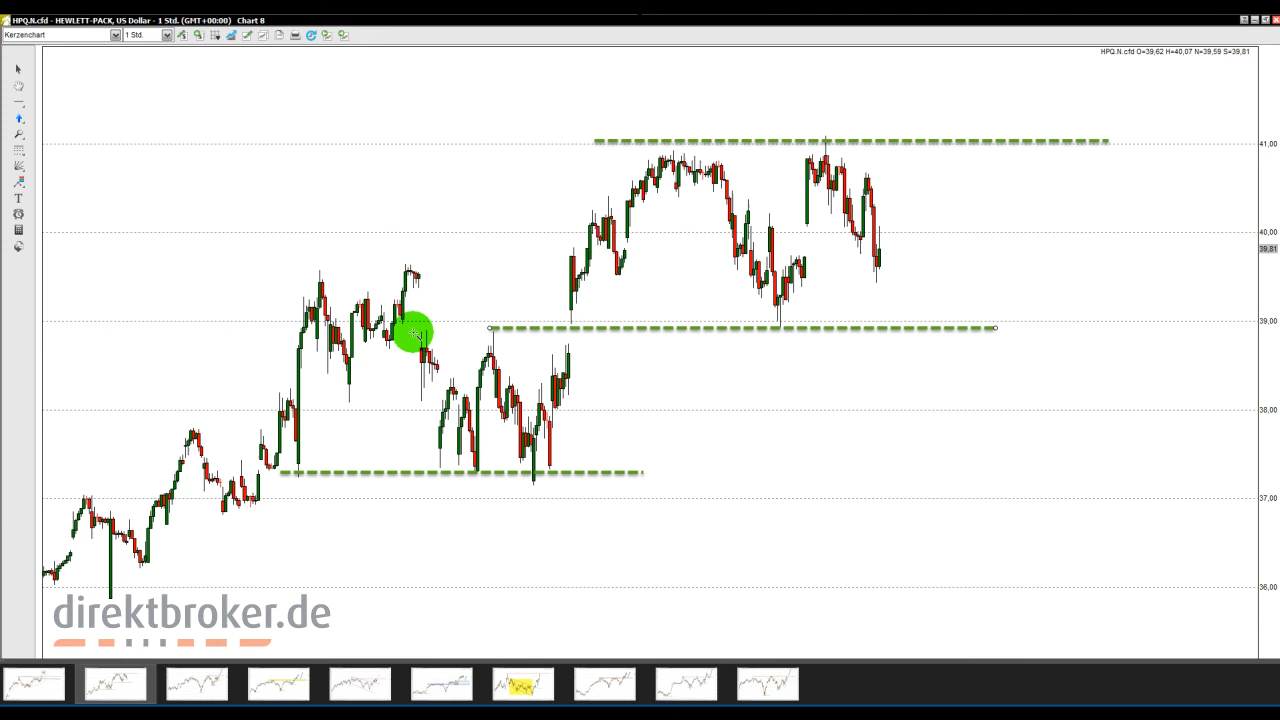 HPQ.N.cfd - HEWLETT-PACK, US Dollar - 1 Std. (GMT+00:00) Chart 8
Kerzenchart
1 Std.
HPQ.N.cfd O=39,62 H=40,07 N=39,59 S=39,81
41,00
40,00
39,81
39,00
38,00
37,00
36,00
T
direktbroker.de